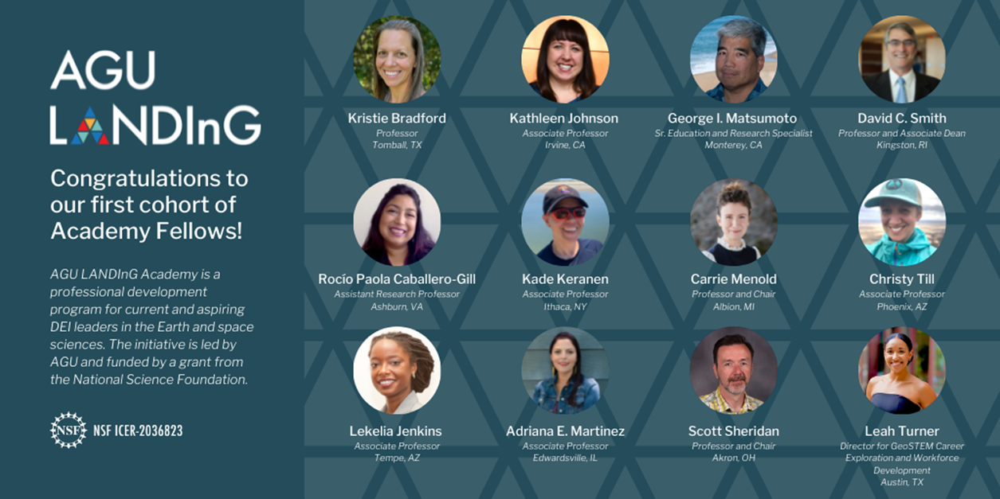 AGU
LANDInG
Congratulations to
our first cohort of
Academy Fellows!
AGU LANDInG Academy is a
professional development
program for current and aspiring
DEI leaders in the Earth and space
sciences. The initiative is led by
AGU and funded by a grant from
the National Science Foundation.
NSF NSF ICER-2036823
Kristie Bradford
Professor
Tomball, TX
Kathleen Johnson
Associate Professor
Irvine, CA
George I. Matsumoto
Sr. Education and Research Specialist
Monterey, CA
David C. Smith
Professor and Associate Dean
Kingston, RI
Rocío Paola Caballero-Gill
Assistant Research Professor
Ashburn, VA
Kade Keranen
Associate Professor
Ithaca, NY
Carrie Menold
Professor and Chair
Albion, MI
Christy Till
Associate Professor
Phoenix, AZ
Lekelia Jenkins
Associate Professor
Tempe, AZ
Adriana E. Martinez
Associate Professor
Edwardsville, IL
Scott Sheridan
Professor and Chair
Akron, OH
Leah Turner
Director for GeoSTEM Career
Exploration and Workforce
Development
Austin, TX